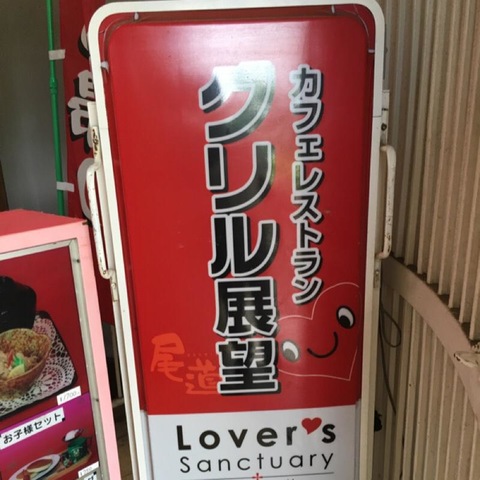 カフェレストラン
クリル展望
尾道
Lover's
Sanctuary
お子様セット